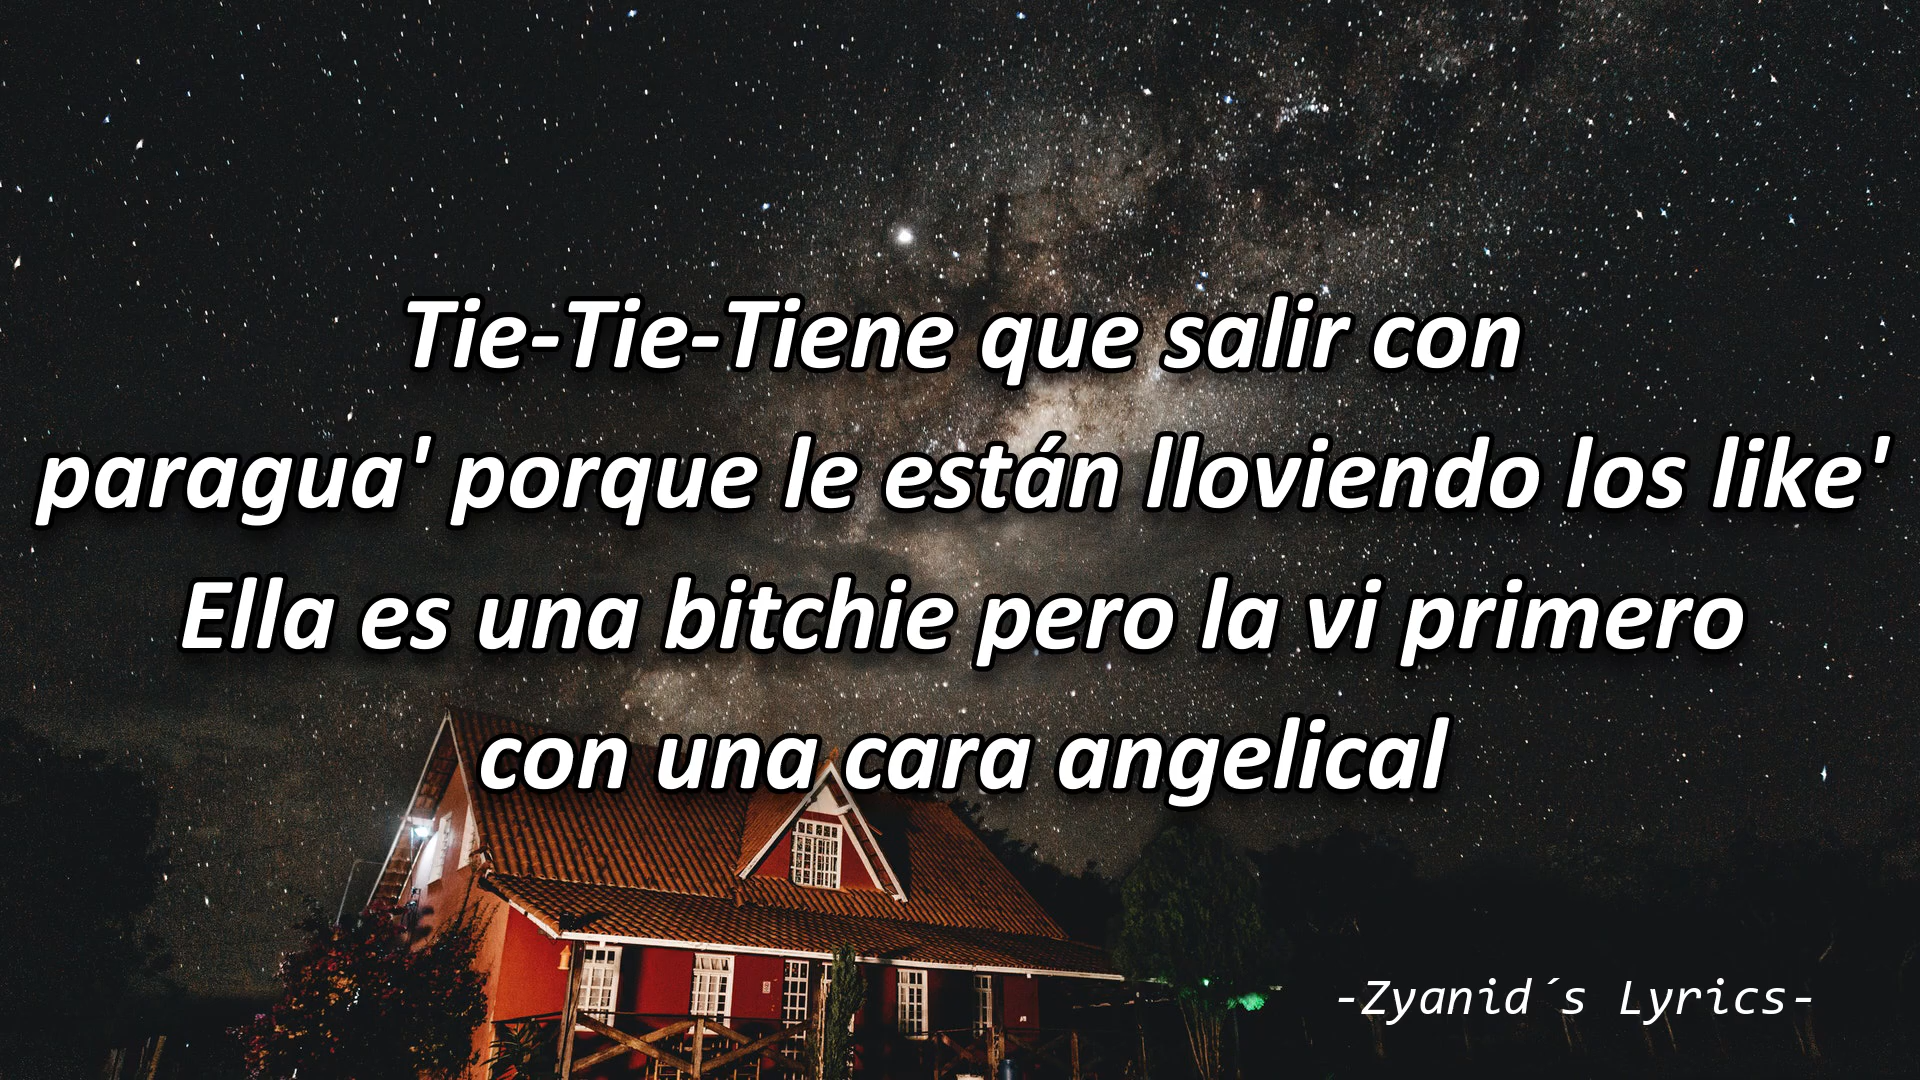 Tie-Tie-Tiene que salir con
paragua' porque le están lloviendo los like'
Ella es una bitchie pero la vi primero
con una cara angelical
-Zyanid´s Lyrics-